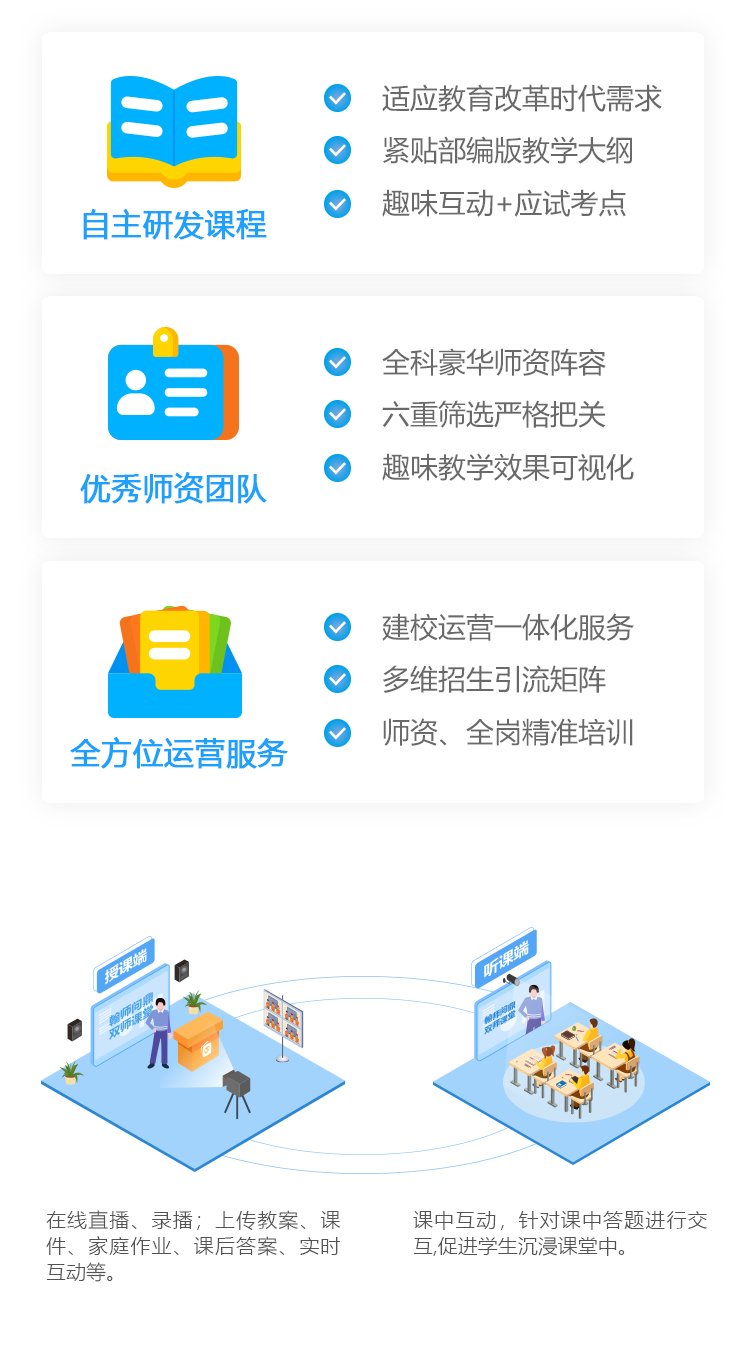 适应教育改革时代需求
紧贴部编版教学大纲
趣味互动+应试考点
自主研发课程
全科豪华师资阵容
六重筛选严格把关
趣味教学效果可视化
优秀师资团队
建校运营一体化服务
多维招生引流矩阵
师资、全岗精准培训
全方位运营服务
授课端
翰师问鼎
双师课堂
听课端
翰师问鼎
双师课堂
在线直播、录播；上传教案、课
件、家庭作业、课后答案、实时
互动等。
课中互动，针对课中答题进行交
互,促进学生沉浸课堂中。